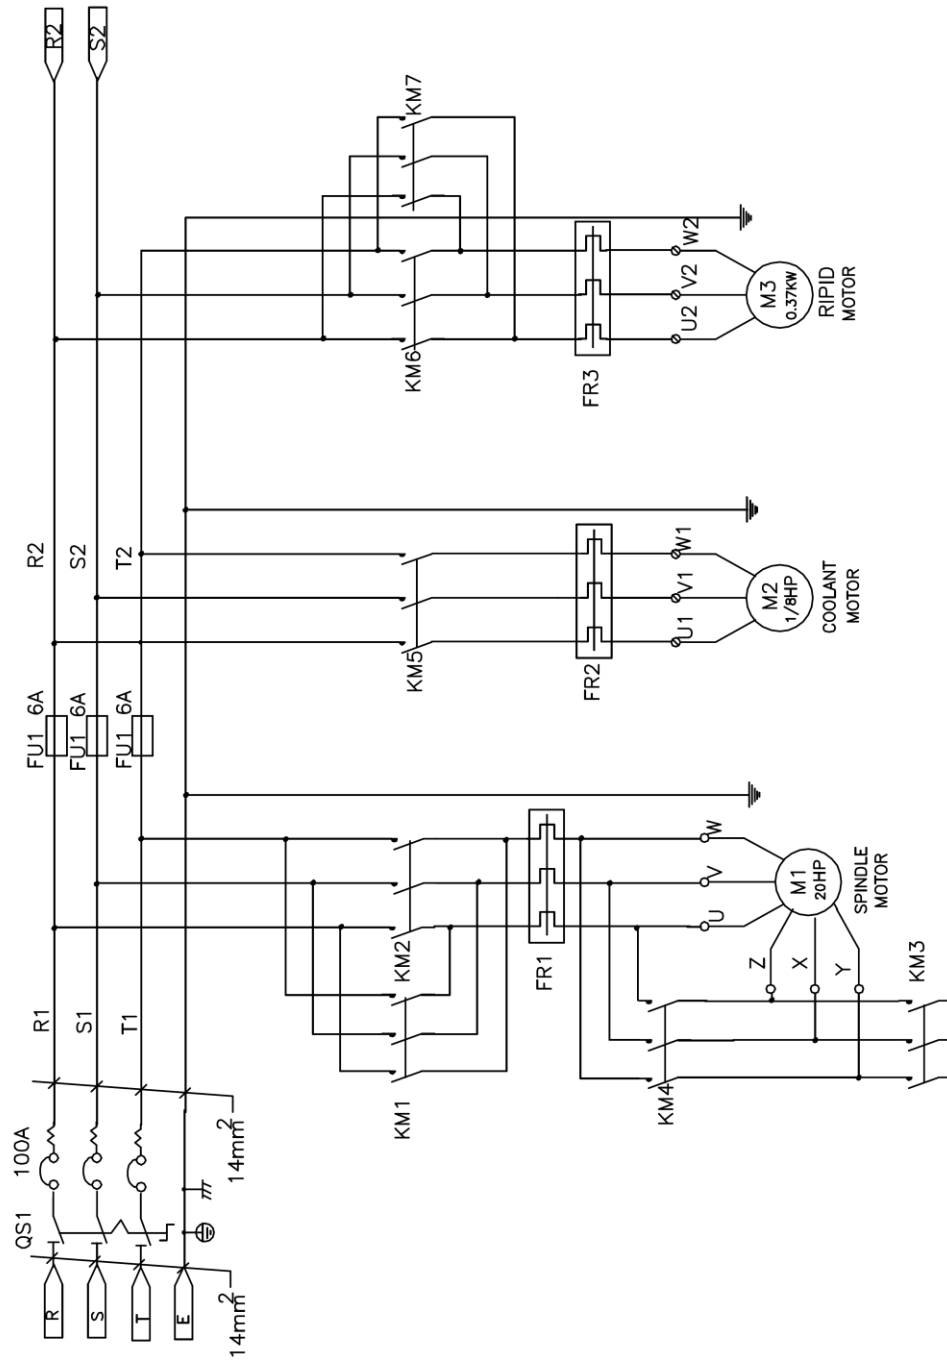 QS1
100A
R1
FU1 6A
R2
R2
R
S1
FU1 6A
S2
S2
S
T1
FU1 6A
T2
T
E
14mm2
14mm2
KM1
KM2
KM5
KM6
KM7
FR1
FR2
FR3
KM4
U
V
W
U1
V1
W1
U2
V2
W2
Z
X
Y
M1
20HP
SPINDLE
MOTOR
M2
1/8HP
COOLANT
MOTOR
M3
0.37KW
RIPID
MOTOR
KM3